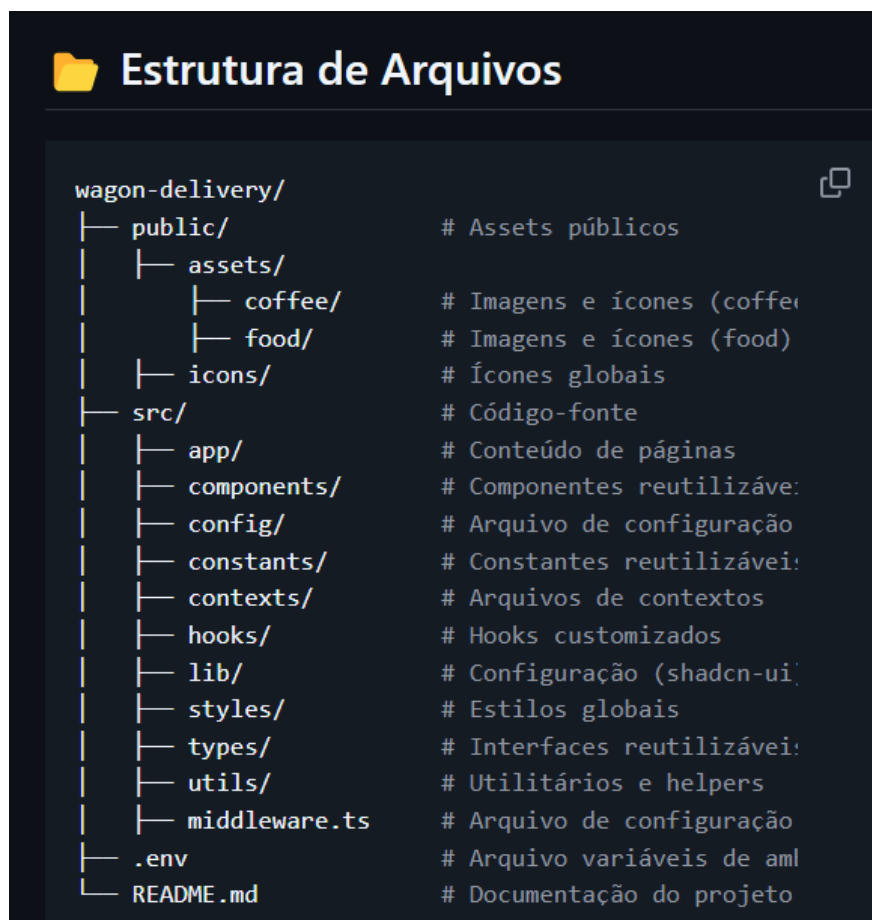 Estrutura de Arquivos
wagon-delivery/
├── public/ # Assets públicos
│   ├── assets/
│       ├── coffee/ # Imagens e ícones
│       ├── food/ # Imagens e ícones (food)
│   ├── icons/ # Ícones globais
├── src/ # Código-fonte
│   ├── app/ # Conteúdo de páginas
│   ├── components/ # Componentes
│   ├── config/ # Arquivo de configuração
│   ├── constants/ # Constantes
│   ├── contexts/ # Arquivos de contextos
│   ├── hooks/ # Hooks customizados
│   ├── lib/ # Configuração (shadcn-ui
│   ├── styles/ # Estilos globais
│   ├── types/ # Interfaces
│   ├── utils/ # Utilitários e helpers
│   ├── middleware.ts # Arquivo de configuração
├── .env # Arquivo variáveis de
└── README.md # Documentação do projeto